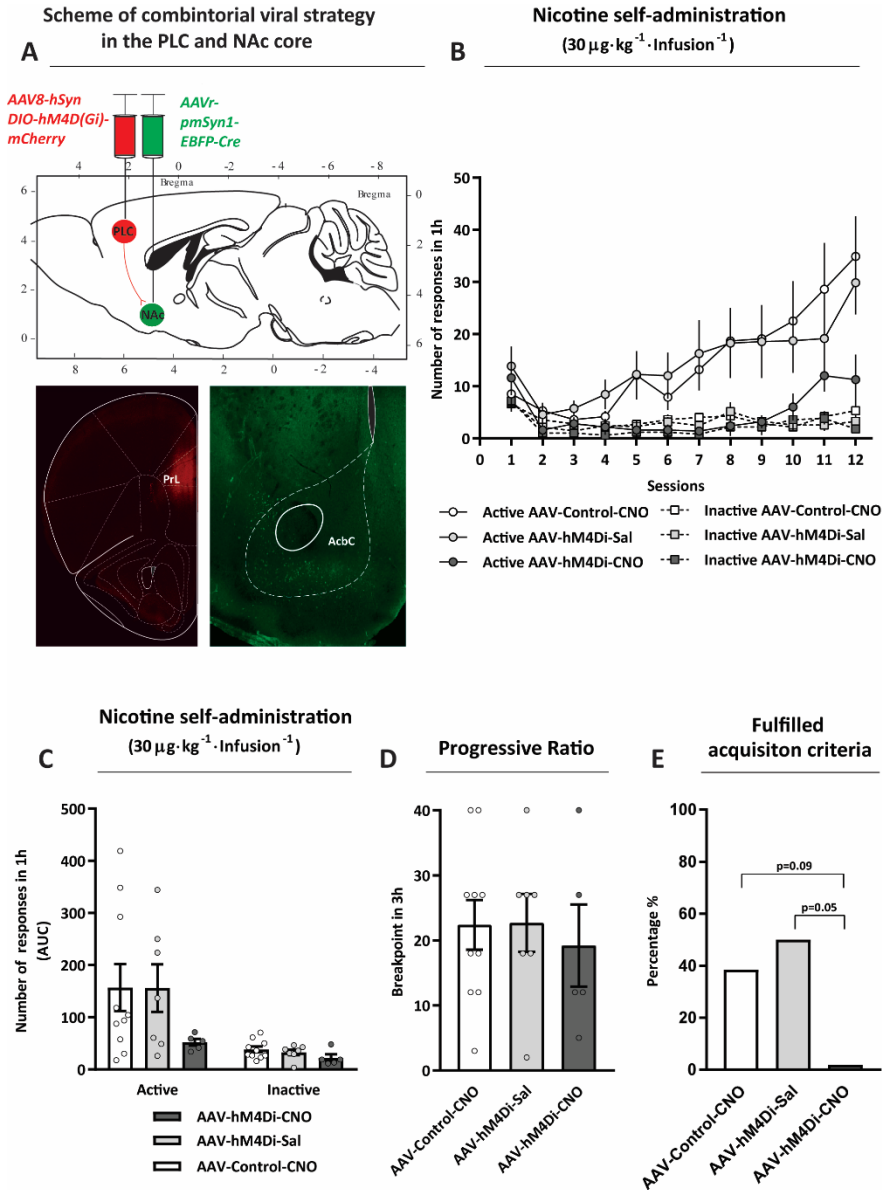 Scheme of combintorial viral strategy
in the PLC and NAc core
A
AAV8-hSyn
DIO-hM4D(Gi)-
mCherry
AAVr-
pmSyn1-
EBFP-Cre
4 2 0 -2 -4 -6 -8
Bregma
Bregma
6
4
2
0
0
2
4
6
PLC
NAc
8 6 4 2 0 -2 -4
PrL
AcbC
Nicotine self-administration
B
(30 µg·kg⁻¹·Infusion⁻¹)
Number of responses in 1h
50
40
30
20
10
0
0 1 2 3 4 5 6 7 8 9 10 11 12
Sessions
Active AAV-Control-CNO
Active AAV-hM4Di-Sal
Active AAV-hM4Di-CNO
Inactive AAV-Control-CNO
Inactive AAV-hM4Di-Sal
Inactive AAV-hM4Di-CNO
Nicotine self-administration
(30 µg·kg⁻¹·Infusion⁻¹)
C
Number of responses in 1h
(AUC)
500
400
300
200
100
0
Active Inactive
AAV-hM4Di-CNO
AAV-hM4Di-Sal
AAV-Control-CNO
D
Progressive Ratio
Breakpoint in 3h
40
30
20
10
0
AAV-Control-CNO
AAV-hM4Di-Sal
AAV-hM4Di-CNO
Fulfilled
acquisiton criteria
E
Percentage %
100
80
60
40
20
0
p=0.09
p=0.05
AAV-Control-CNO
AAV-hM4Di-Sal
AAV-hM4Di-CNO